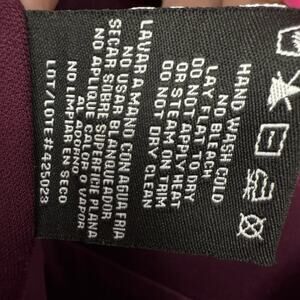 HAND WASH COLD
NO BLEACH
LAY FLAT TO DRY
DO NOT APPLY HEAT
OR STEAM ON TRIM
DO NOT DRY CLEAN
LAVAR A MANO CON AGUA FRIA
NO USAR BLANQUEADOR
SECAR SOBRE SUPERFICIE PLANA
NO APLIQUE CALOR O VAPOR
AL ADORNO
NO LIMPIAR EN SECO
LOT/LOTE#425023